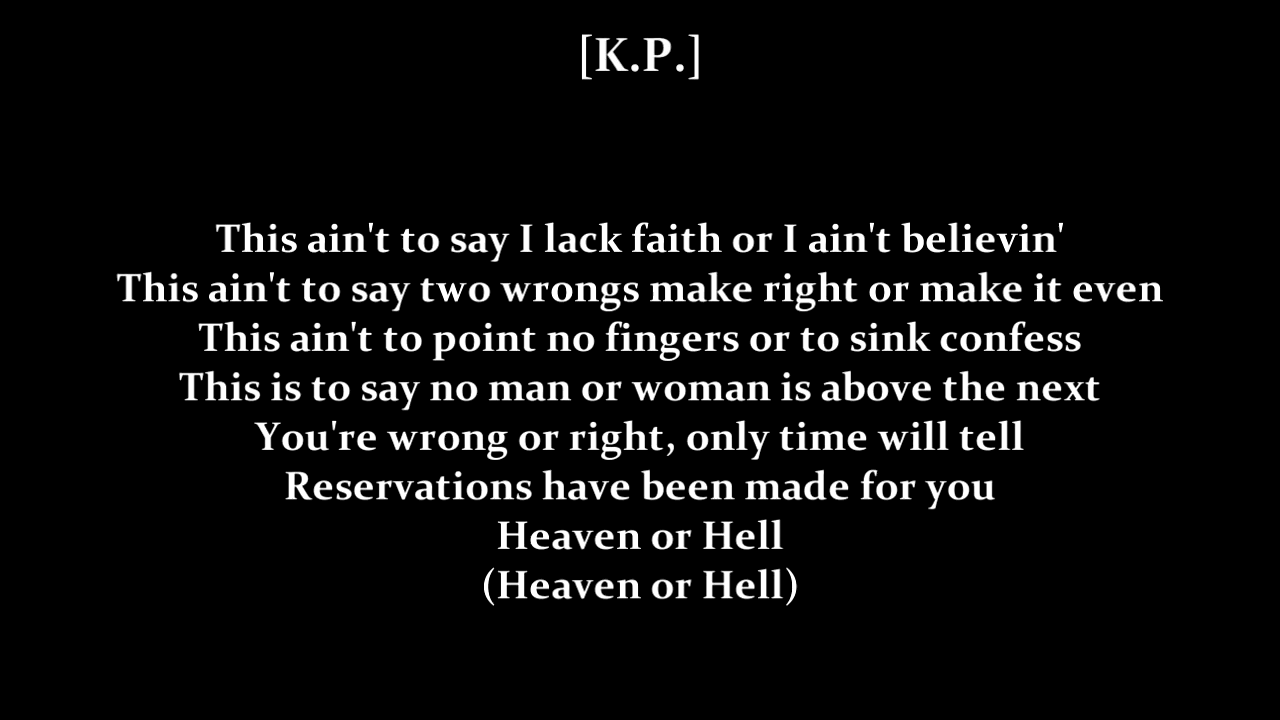 [K.P.]
This ain't to say I lack faith or I ain't believin'
This ain't to say two wrongs make right or make it even
This ain't to point no fingers or to sink confess
This is to say no man or woman is above the next
You're wrong or right, only time will tell
Reservations have been made for you
Heaven or Hell
(Heaven or Hell)